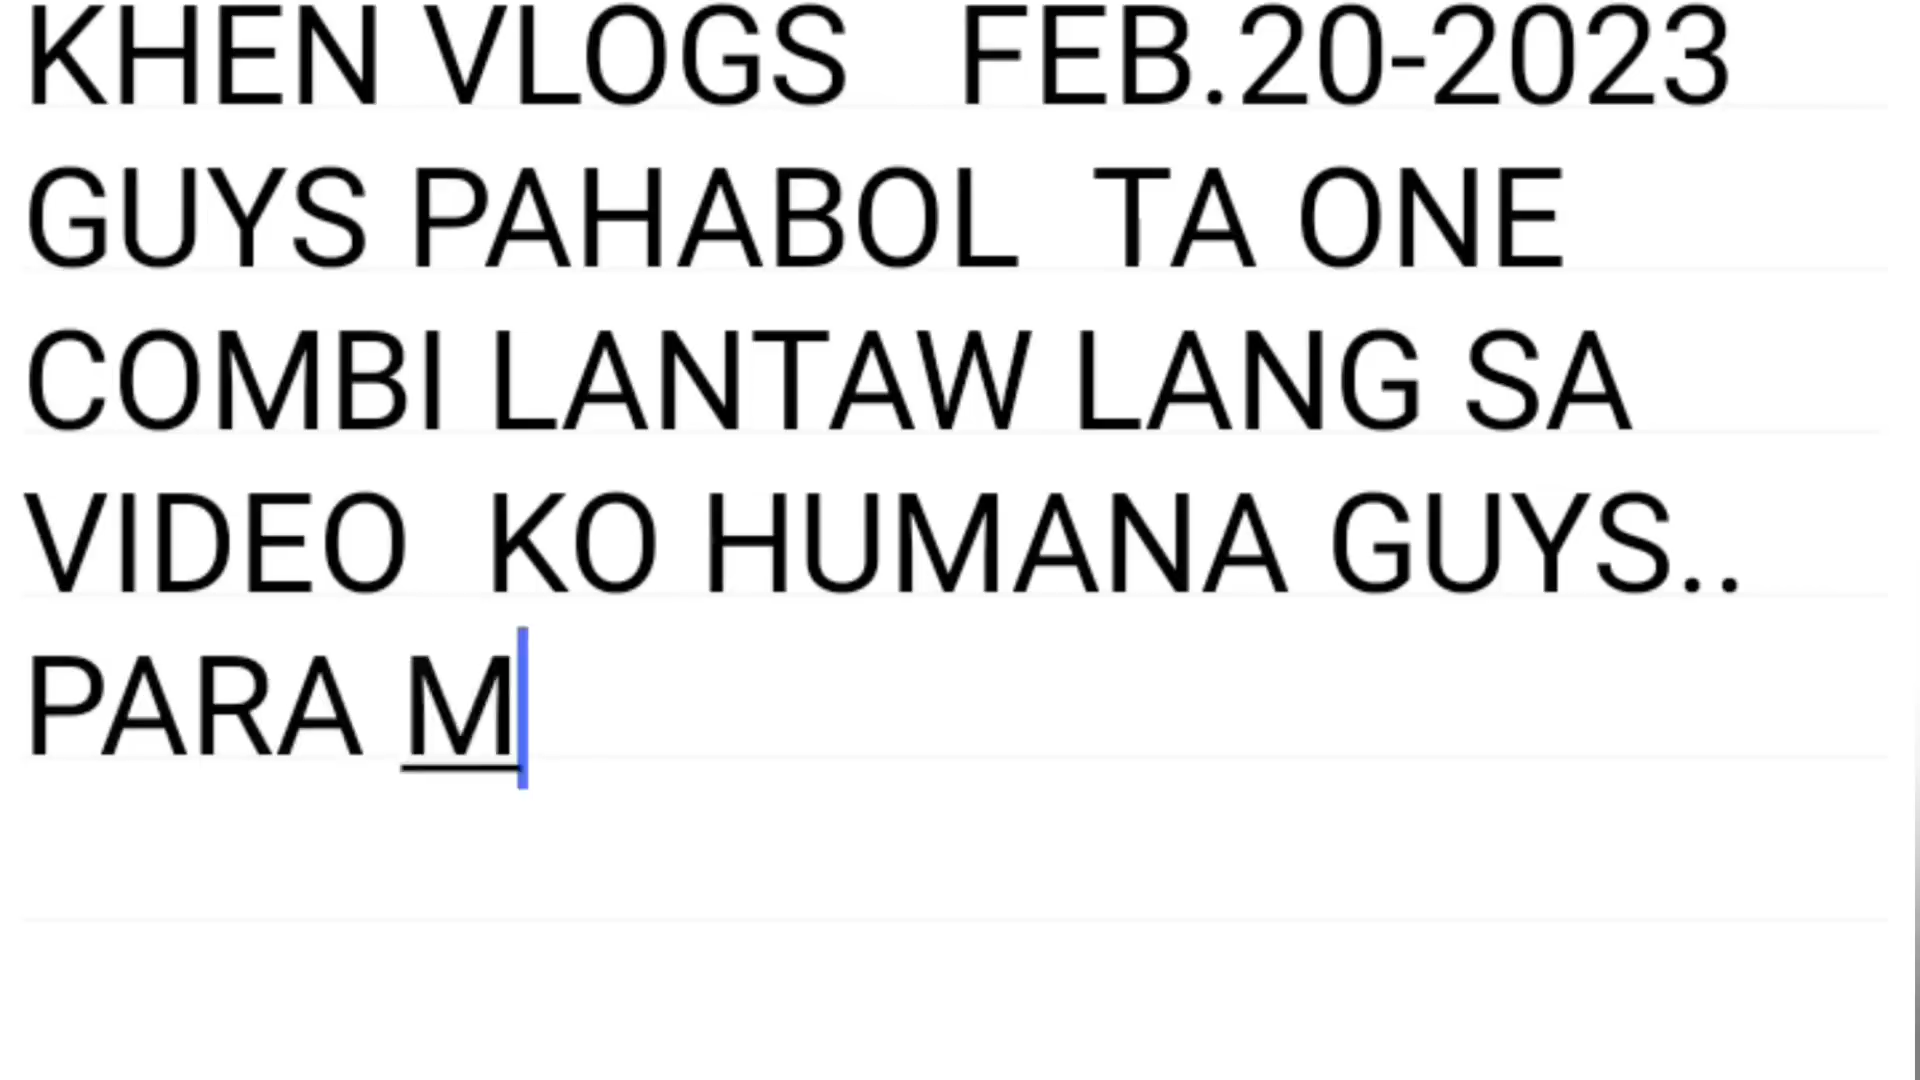 KHEN VLOGS FEB.20-2023
GUYS PAHABOL TA ONE
COMBI LANTAW LANG SA
VIDEO KO HUMANA GUYS..
PARA M